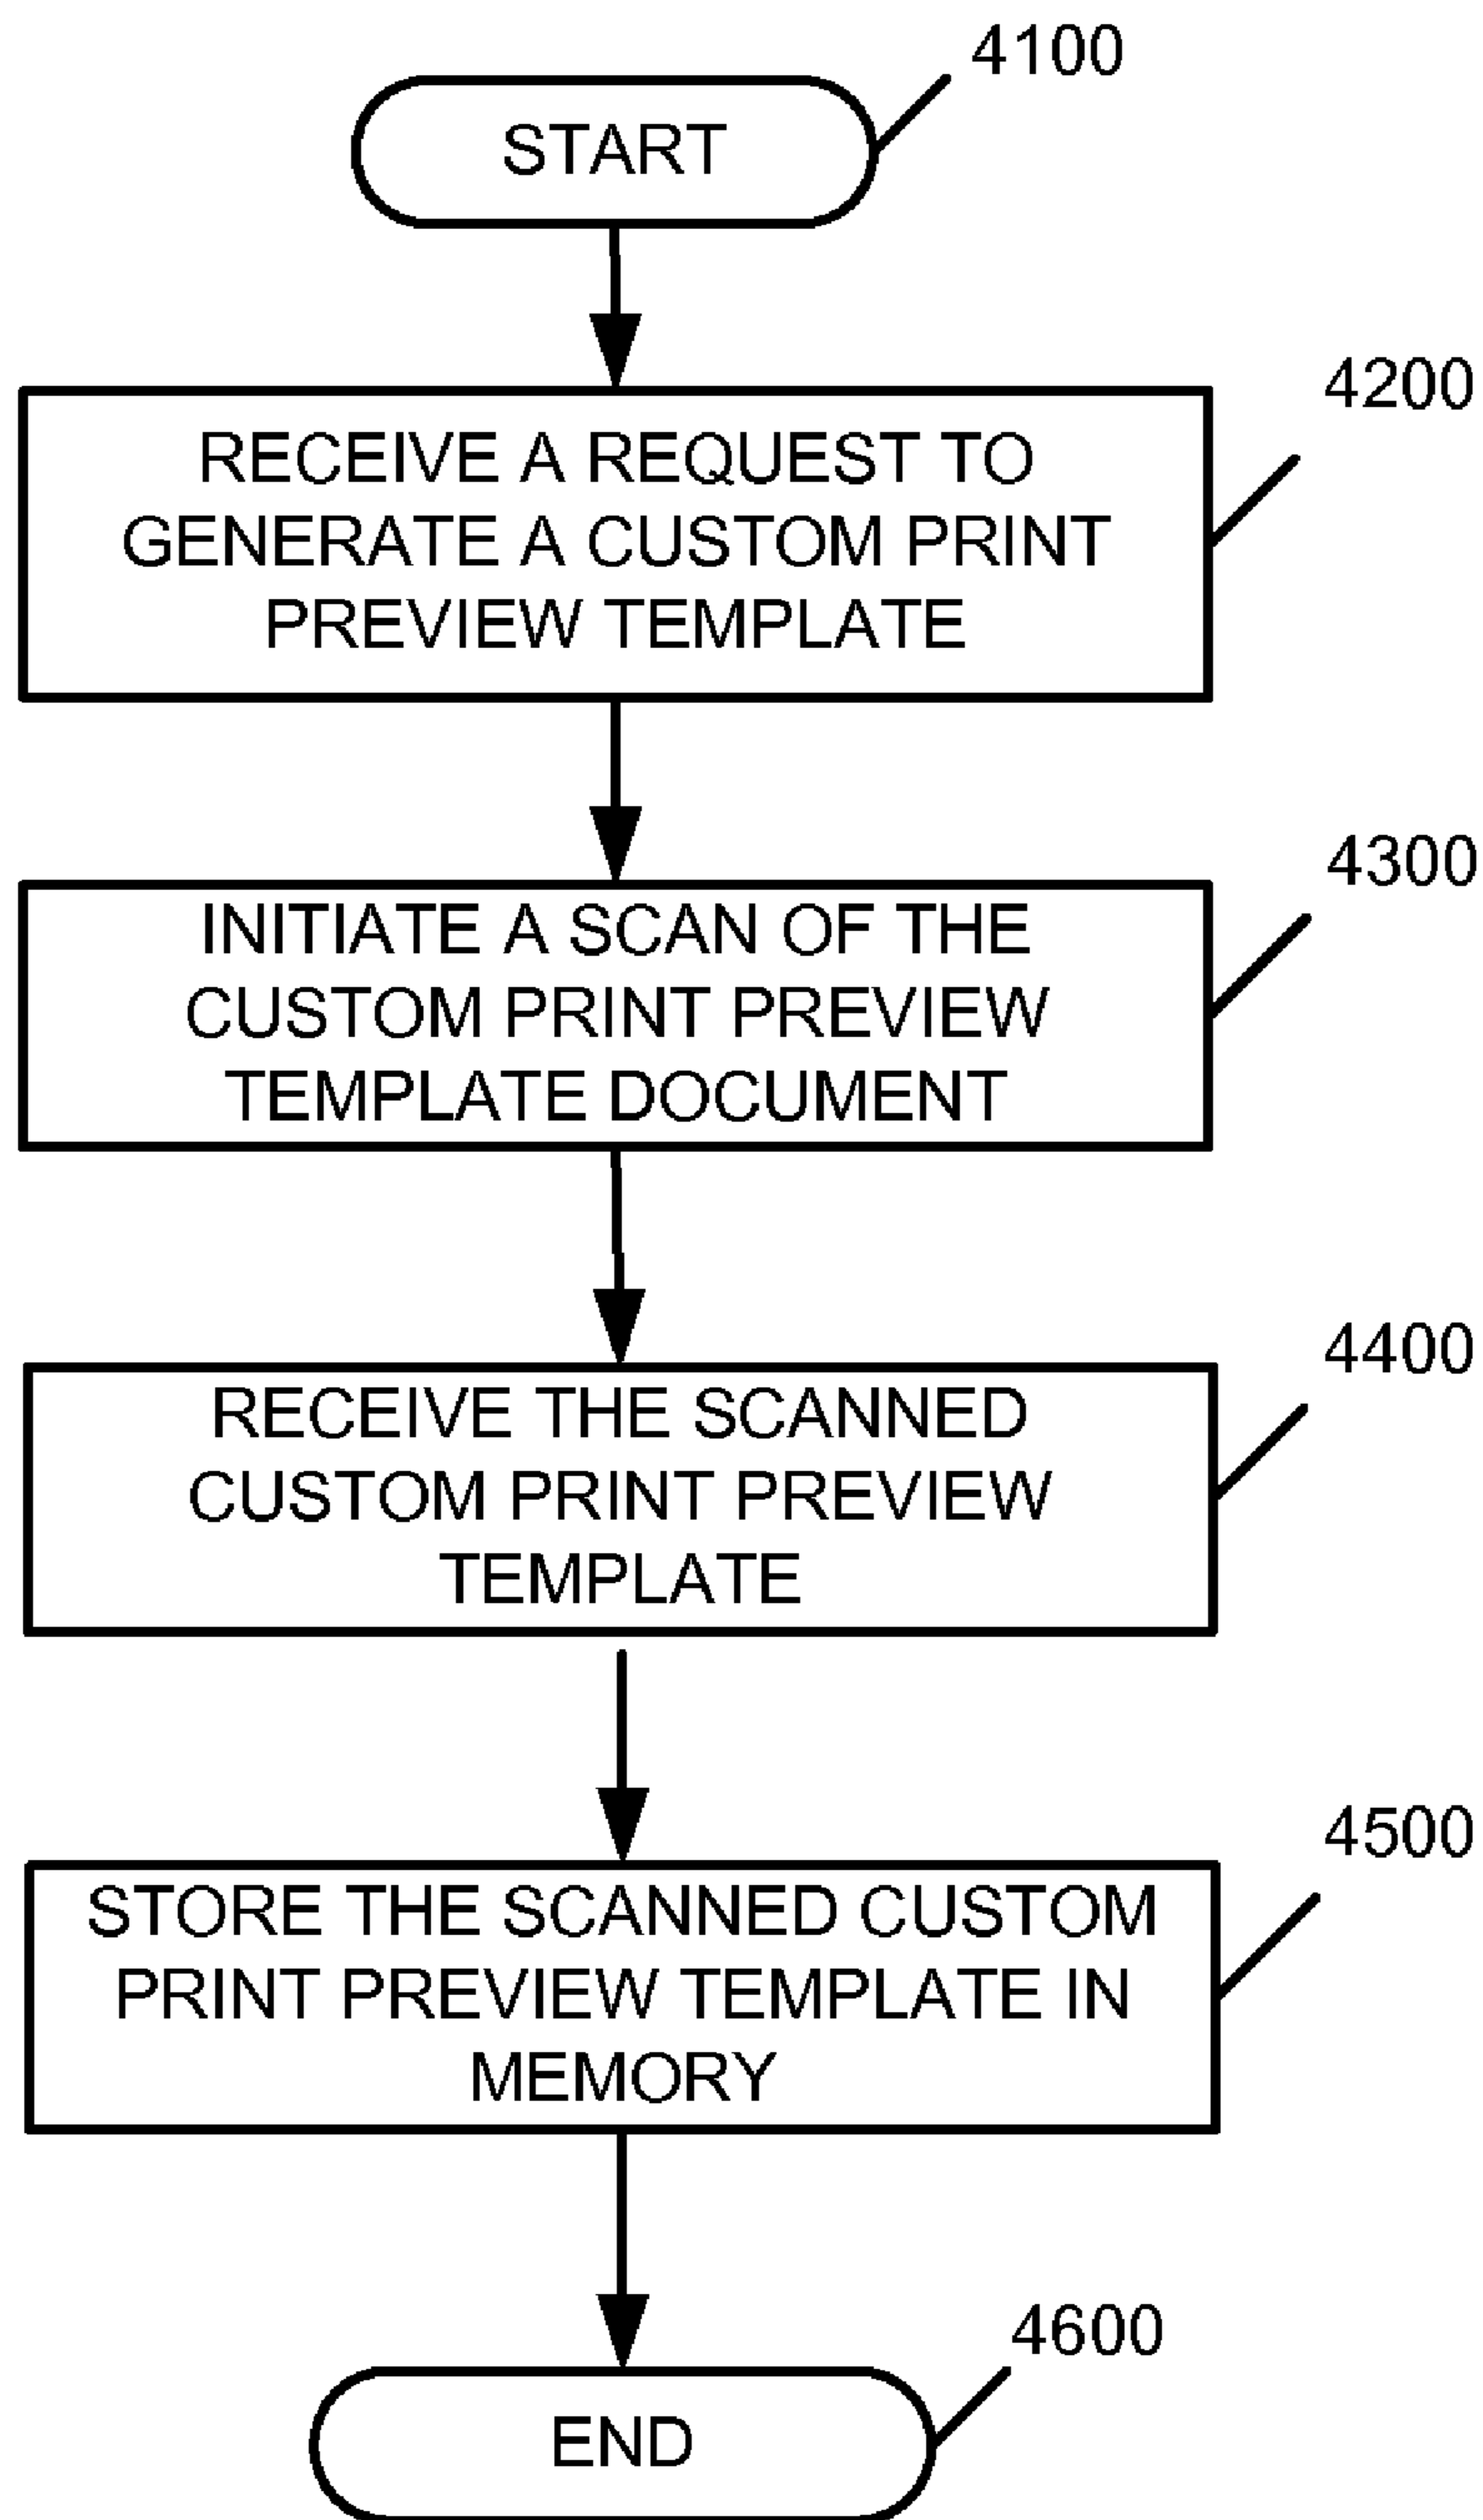 4100
START
4200
RECEIVE A REQUEST TO
GENERATE A CUSTOM PRINT
PREVIEW TEMPLATE
4300
INITIATE A SCAN OF THE
CUSTOM PRINT PREVIEW
TEMPLATE DOCUMENT
4400
RECEIVE THE SCANNED
CUSTOM PRINT PREVIEW
TEMPLATE
4500
STORE THE SCANNED CUSTOM
PRINT PREVIEW TEMPLATE IN
MEMORY
4600
END